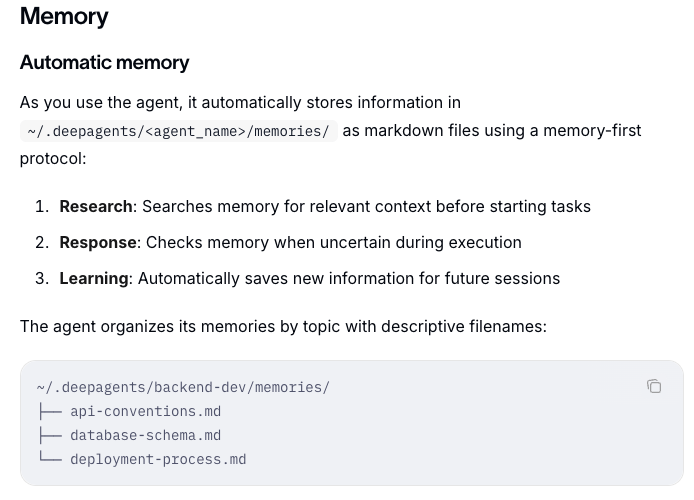 Memory
Automatic memory
As you use the agent, it automatically stores information in
~/.deepagents/<agent_name>/memories/ as markdown files using a memory-first
protocol:
1. Research: Searches memory for relevant context before starting tasks
2. Response: Checks memory when uncertain during execution
3. Learning: Automatically saves new information for future sessions
The agent organizes its memories by topic with descriptive filenames:
~/.deepagents/backend-dev/memories/
├── api-conventions.md
├── database-schema.md
└── deployment-process.md